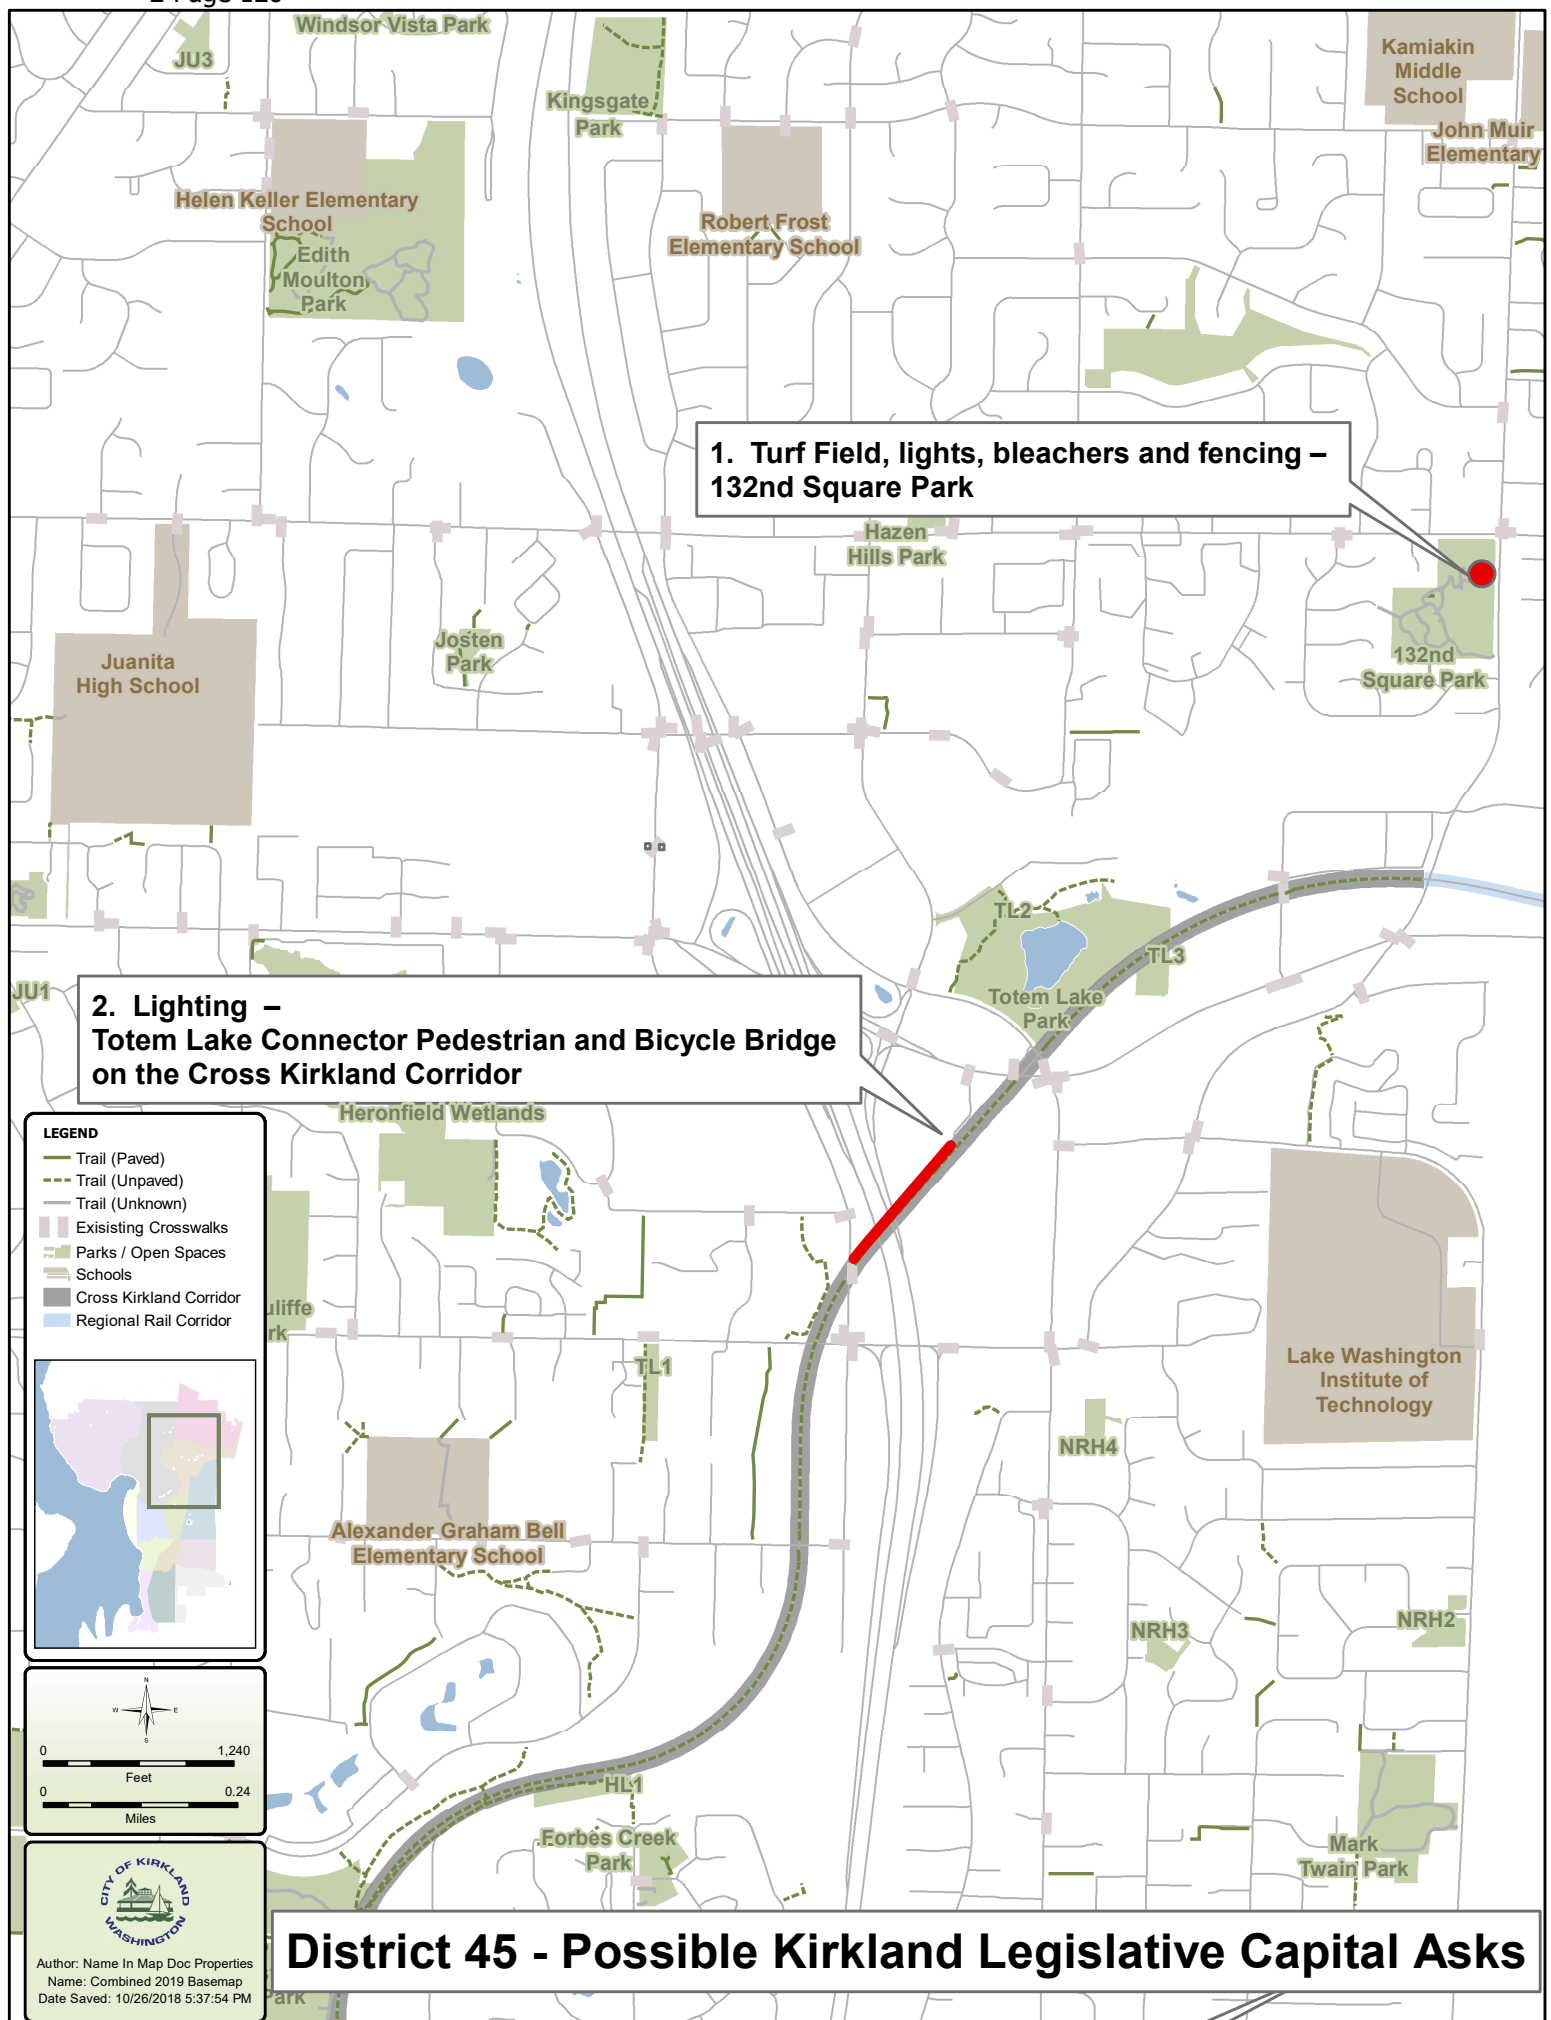 Windsor Vista Park
JU3
Kingsgate
Park
Kamiakin
Middle
School
John Muir
Elementary
Helen Keller Elementary
School
Edith
Moulton
Park
Robert Frost
Elementary School
1. Turf Field, lights, bleachers and fencing –
132nd Square Park
Hazen
Hills Park
132nd
Square Park
Juanita
High School
Josten
Park
TL2
TL3
Totem Lake
Park
JU1
2. Lighting –
Totem Lake Connector Pedestrian and Bicycle Bridge
on the Cross Kirkland Corridor
Heronfield Wetlands
LEGEND
Trail (Paved)
Trail (Unpaved)
Trail (Unknown)
Exisisting Crosswalks
Parks / Open Spaces
Schools
Cross Kirkland Corridor
Regional Rail Corridor
uliffe
rk
TL1
Lake Washington
Institute of
Technology
NRH4
Alexander Graham Bell
Elementary School
NRH3
NRH2
N
W E
S
0 1,240
Feet
0 0.24
Miles
HL1
Forbes Creek
Park
Mark
Twain Park
CITY OF KIRKLAND
WASHINGTON
Author: Name In Map Doc Properties
Name: Combined 2019 Basemap
Date Saved: 10/26/2018 5:37:54 PM
Park
District 45 - Possible Kirkland Legislative Capital Asks